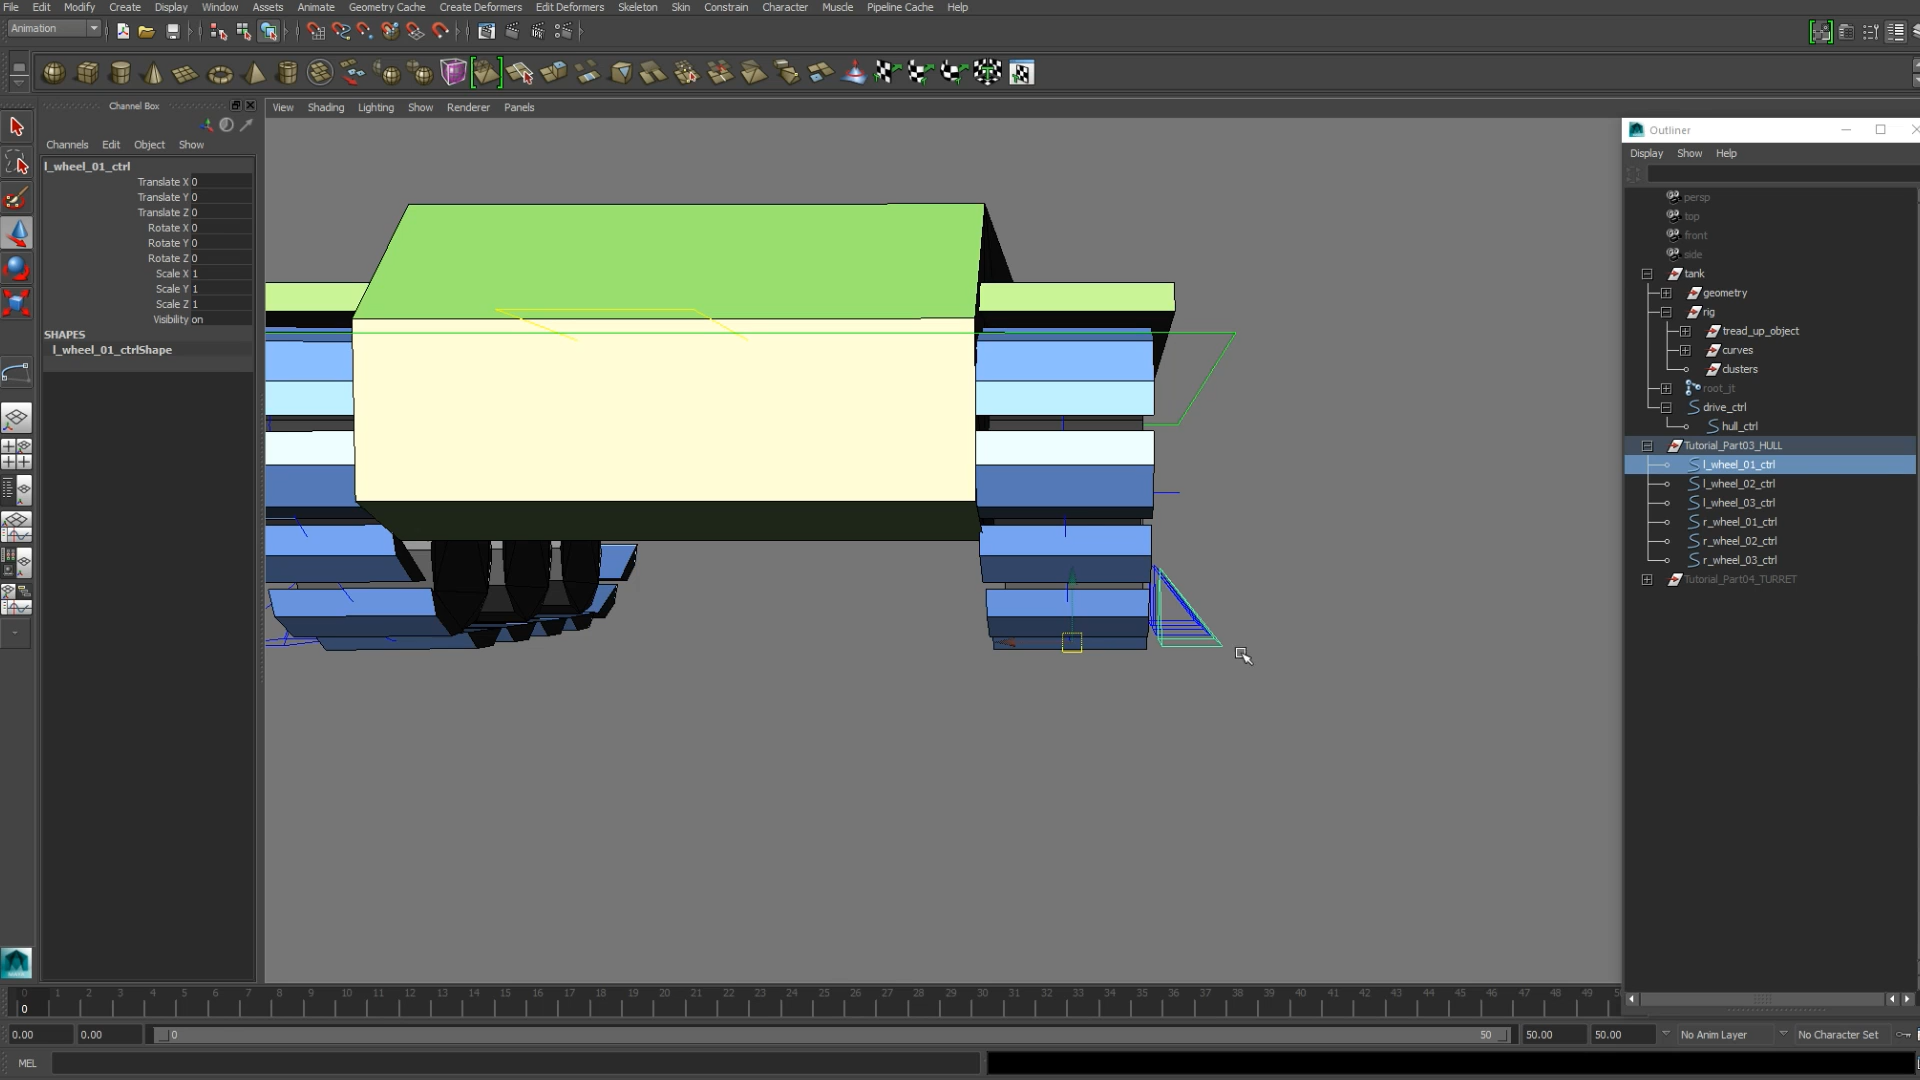 File Edit Modify Create Display Window Assets Animate Geometry Cache Create Deformers Edit Deformers Skeleton Skin Constrain Character Muscle Pipeline Cache Help
Animation
Channel Box
View Shading Lighting Show Renderer Panels
Channels Edit Object Show
l_wheel_01_ctrl
Translate X 0
Translate Y 0
Translate Z 0
Rotate X 0
Rotate Y 0
Rotate Z 0
Scale X 1
Scale Y 1
Scale Z 1
Visibility on
SHAPES
l_wheel_01_ctrlShape
Outliner
Display Show Help
persp
top
front
side
tank
geometry
rig
tread_up_object
curves
clusters
root_jt
drive_ctrl
hull_ctrl
Tutorial_Part03_HULL
l_wheel_01_ctrl
l_wheel_02_ctrl
l_wheel_03_ctrl
r_wheel_01_ctrl
r_wheel_02_ctrl
r_wheel_03_ctrl
Tutorial_Part04_TURRET
0 1 2 3 4 5 6 7 8 9 10 11 12 13 14 15 16 17 18 19 20 21 22 23 24 25 26 27 28 29 30 31 32 33 34 35 36 37 38 39 40 41 42 43 44 45 46 47 48 49
0
0.00 0.00 0 50 50.00 50.00 No Anim Layer No Character Set
MEL